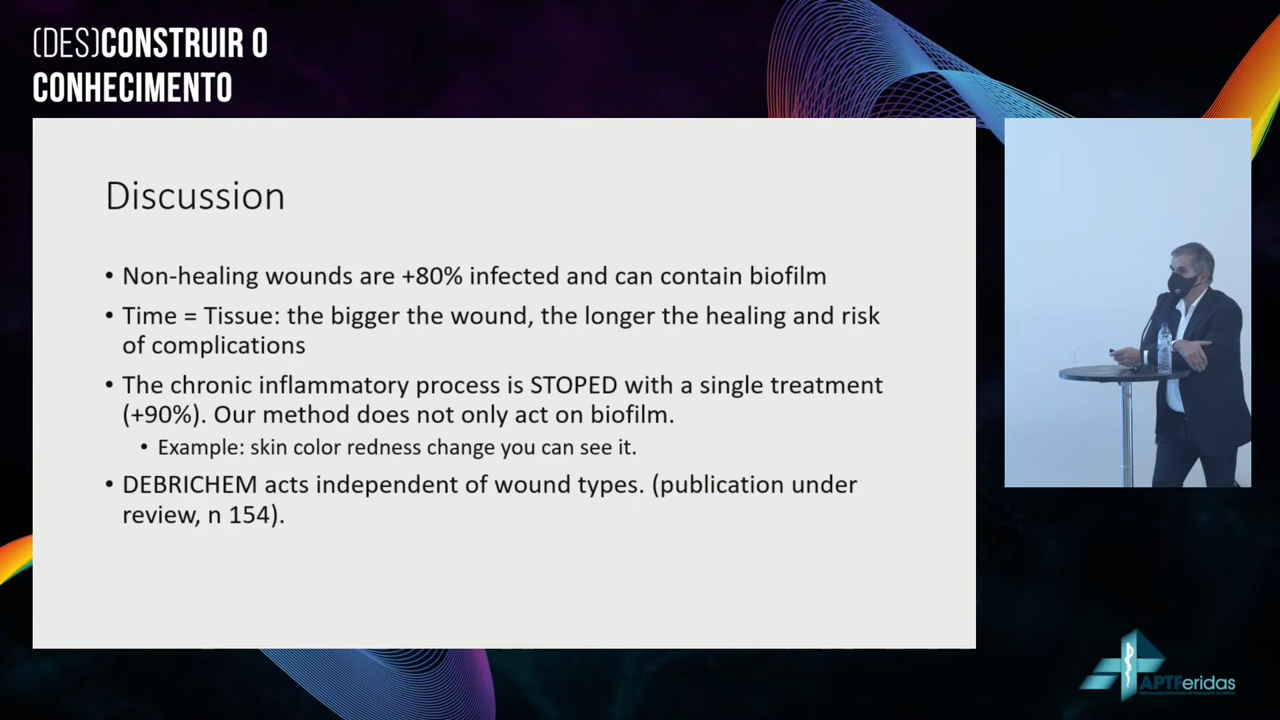 (DES)CONSTRUIR O
CONHECIMENTO
Discussion
• Non-healing wounds are +80% infected and can contain biofilm
• Time = Tissue: the bigger the wound, the longer the healing and risk
of complications
• The chronic inflammatory process is STOPED with a single treatment
(+90%). Our method does not only act on biofilm.
• Example: skin color redness change you can see it.
• DEBRICHEM acts independent of wound types. (publication under
review, n 154).
APTFeridas